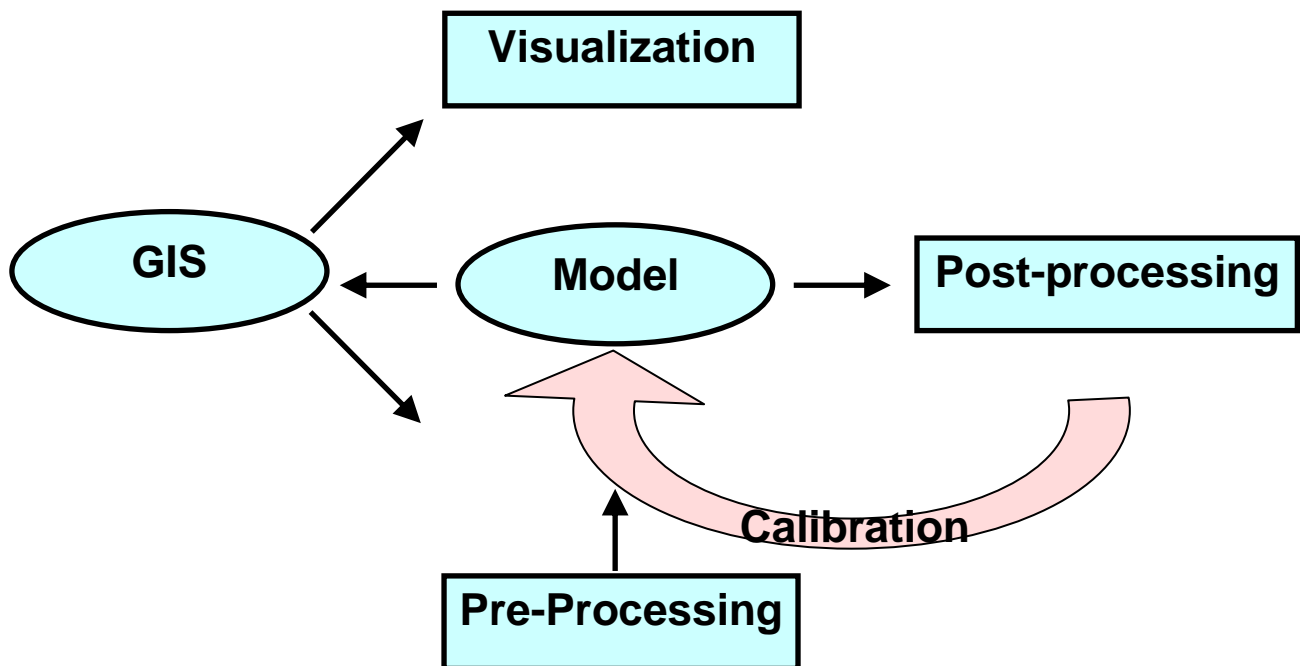 Visualization
GIS
Model
Post-processing
Calibration
Pre-Processing